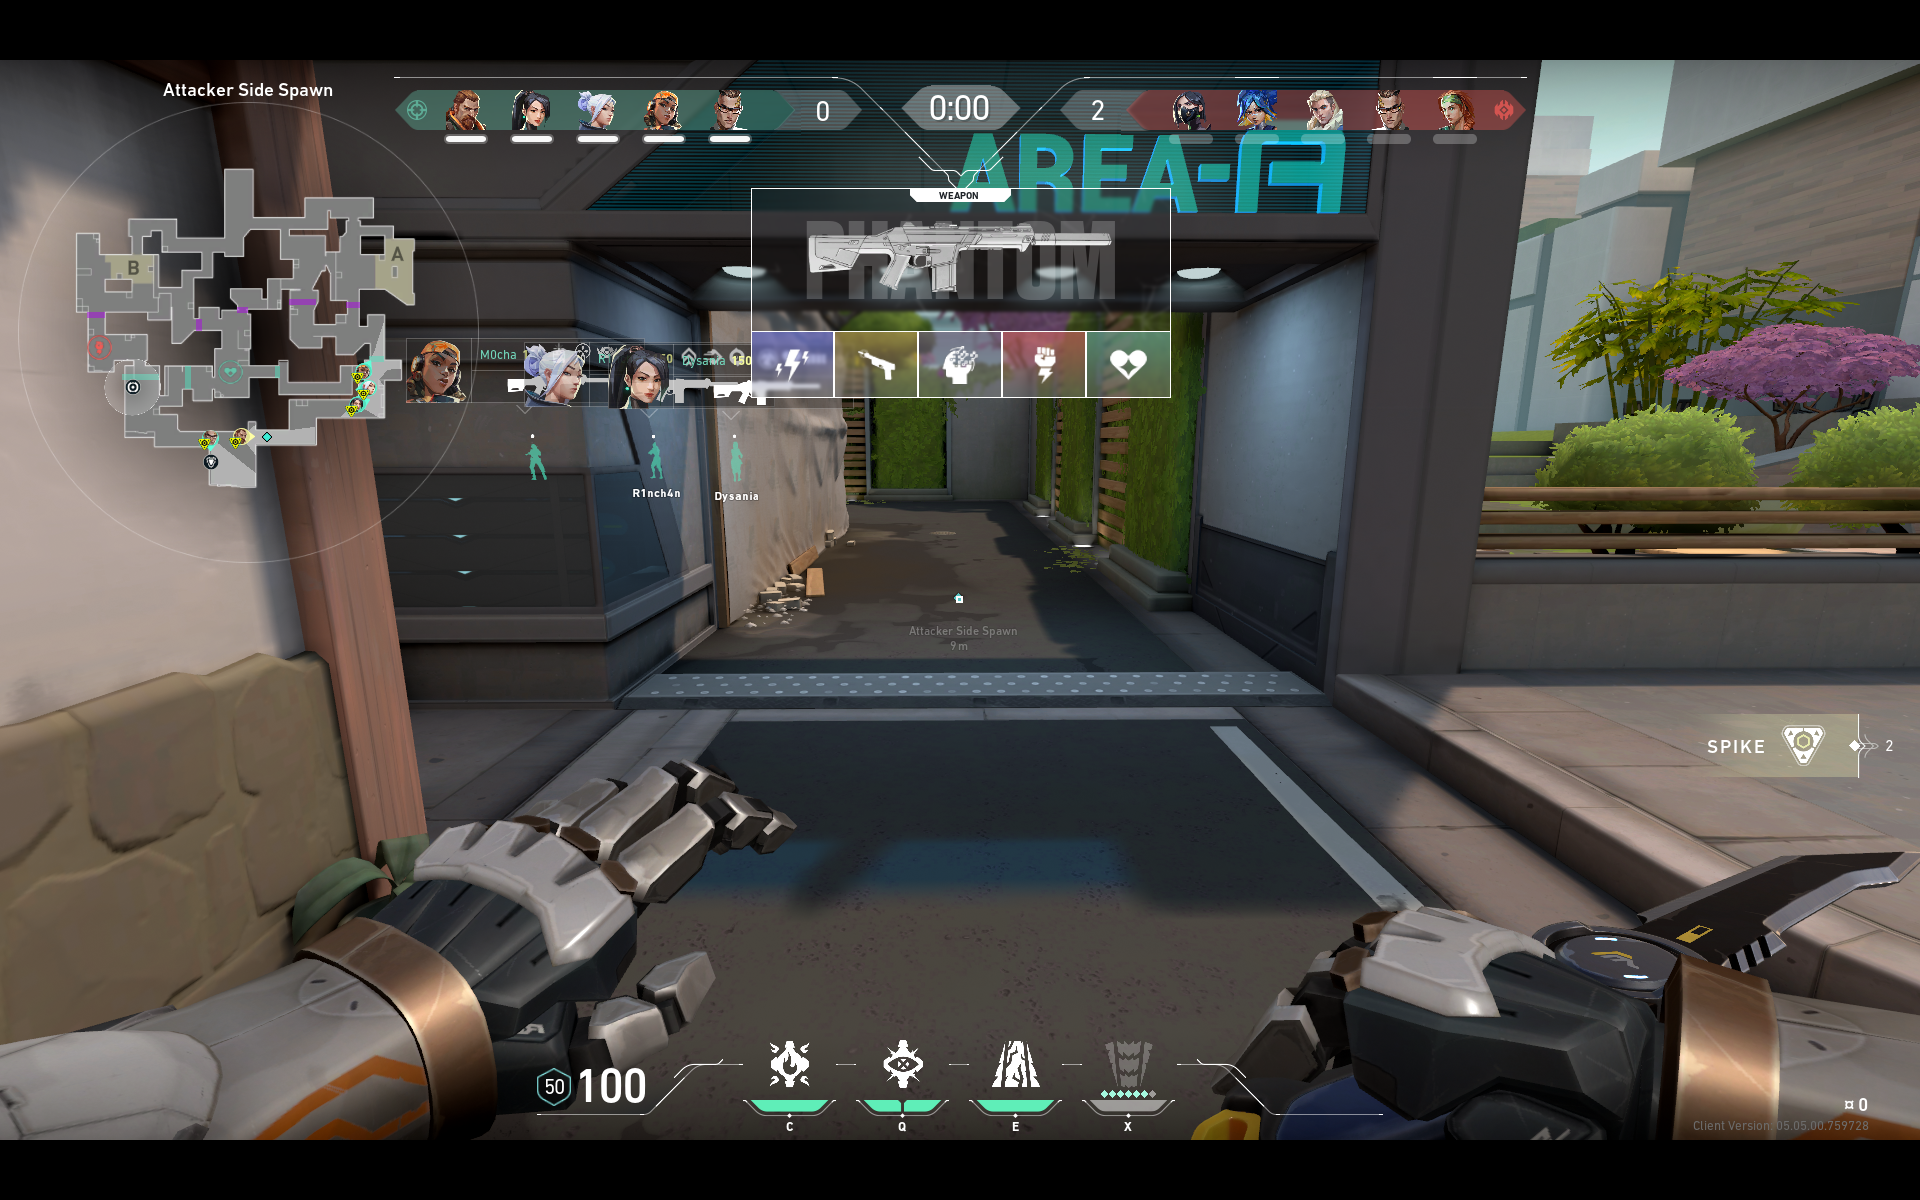 Attacker Side Spawn
0
0:00
2
AREA-A
WEAPON
PHANTOM
B
A
M0cha
Dysania
R1nch4n
Dysania
Attacker Side Spawn
9 m
SPIKE
2
50
100
C
Q
E
X
¤ 0
Client Version: 05.05.00.759728